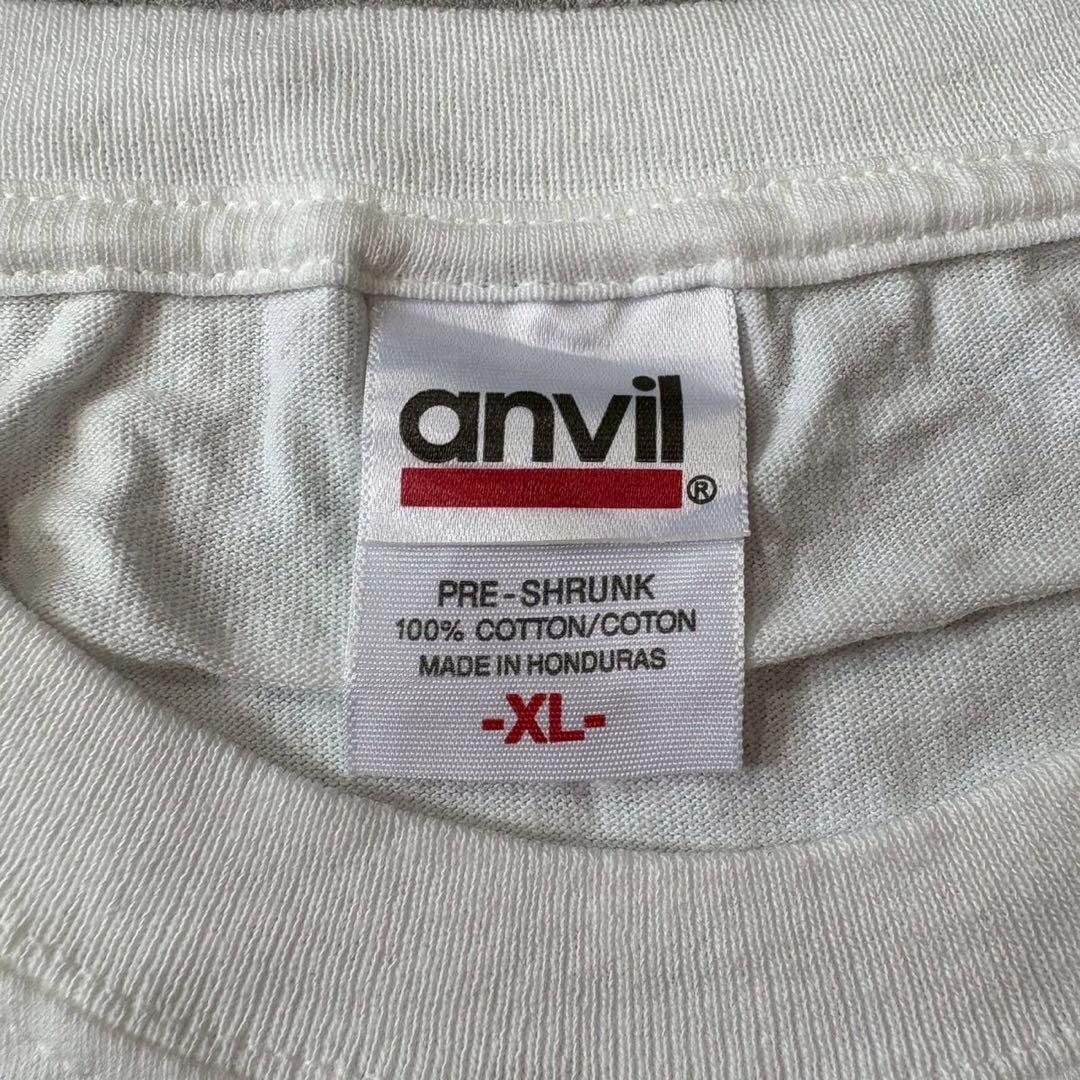 anvil®
PRE-SHRUNK
100% COTTON/COTON
MADE IN HONDURAS
-XL-